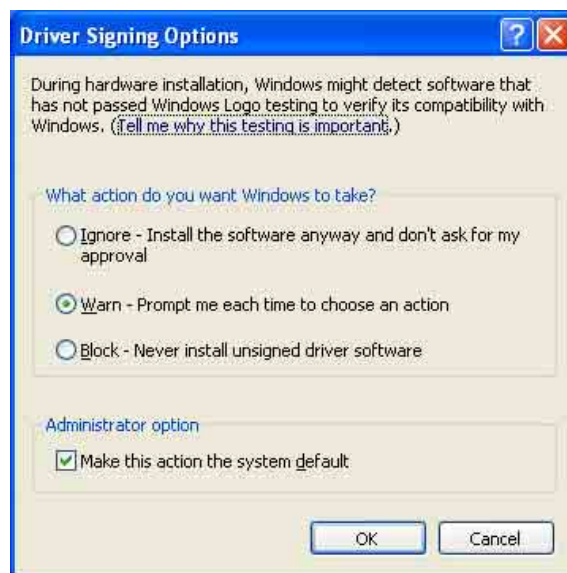 Driver Signing Options
During hardware installation, Windows might detect software that
has not passed Windows Logo testing to verify its compatibility with
Windows. (Tell me why this testing is important.)
What action do you want Windows to take?
Ignore - Install the software anyway and don't ask for my
approval
Warn - Prompt me each time to choose an action
Block - Never install unsigned driver software
Administrator option
Make this action the system default
OK Cancel